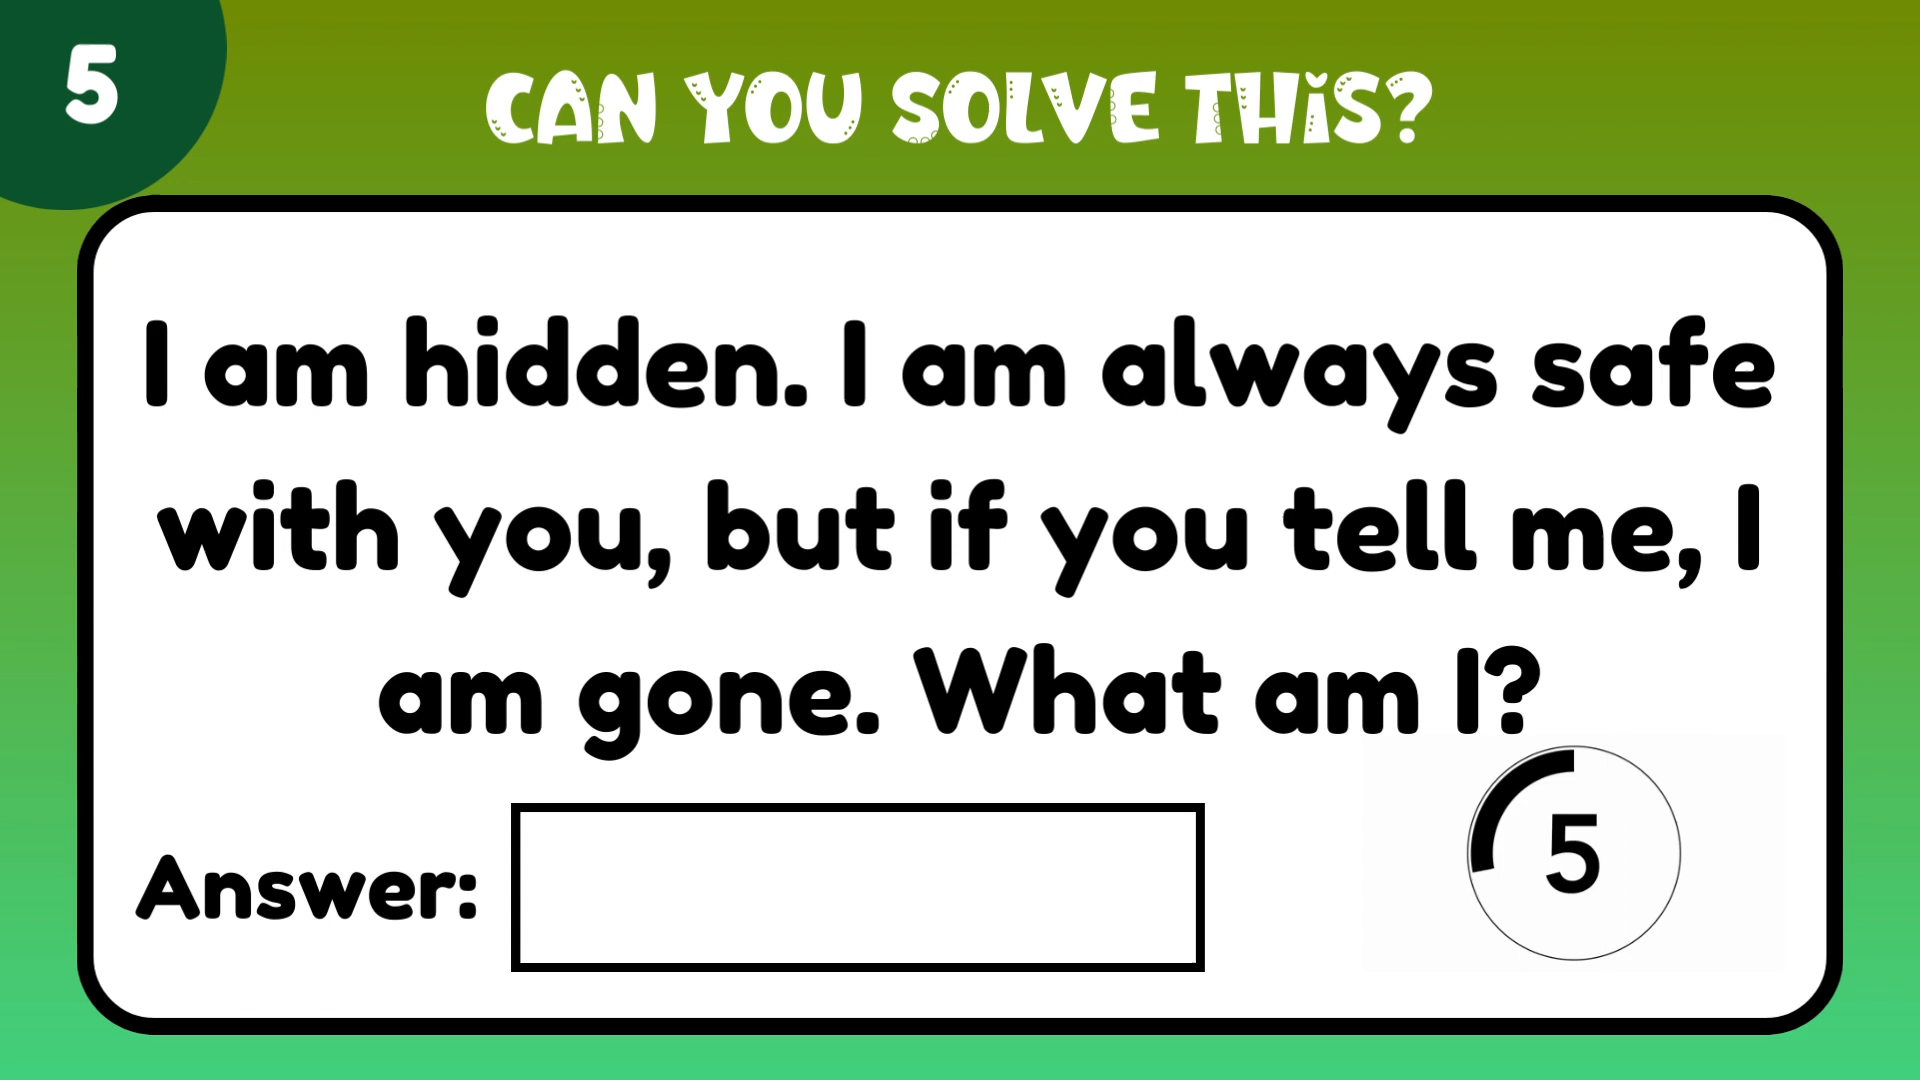 5
CAN YOU SOLVE THIS?
I am hidden. I am always safe
with you, but if you tell me, I
am gone. What am I?
Answer:
5